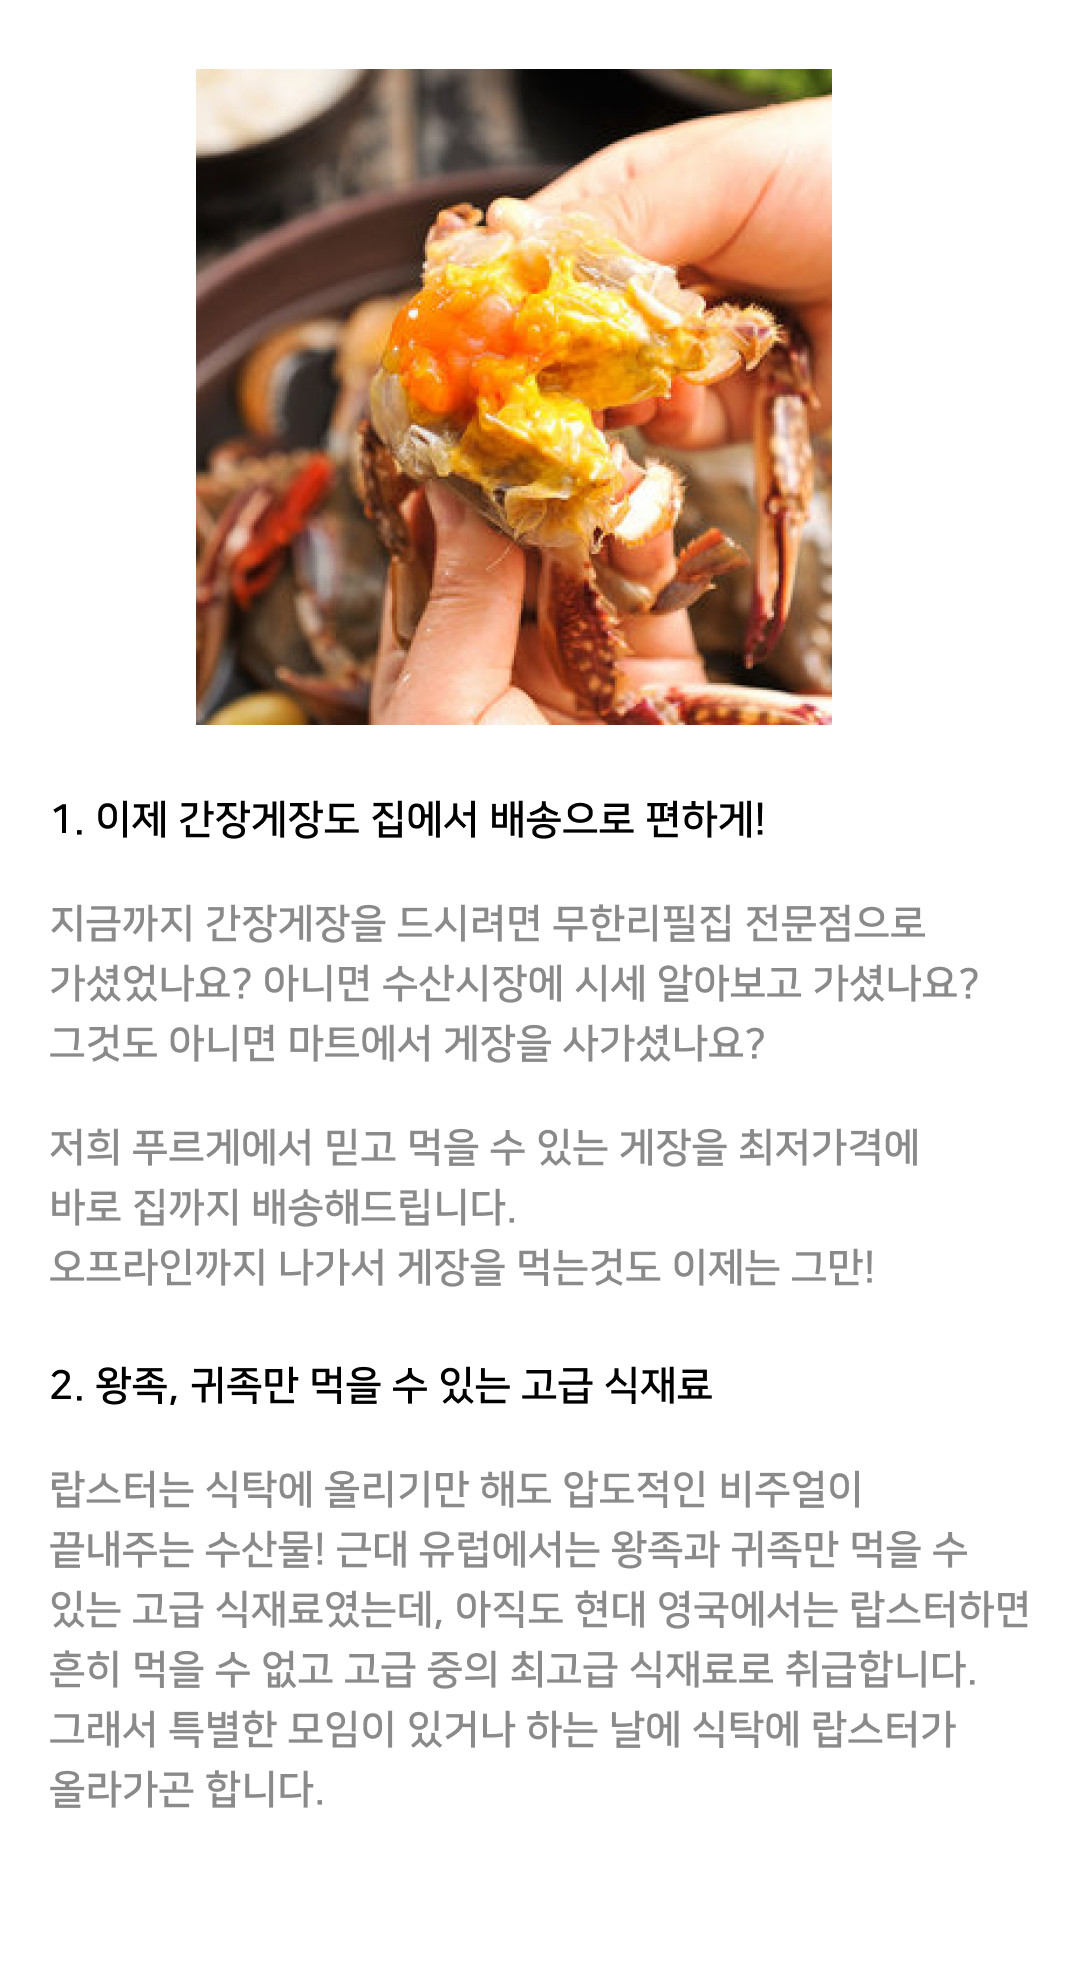 1. 이제 간장게장도 집에서 배송으로 편하게!
지금까지 간장게장을 드시려면 무한리필집 전문점으로
가셨었나요? 아니면 수산시장에 시세 알아보고 가셨나요?
그것도 아니면 마트에서 게장을 사가셨나요?
저희 푸르게에서 믿고 먹을 수 있는 게장을 최저가격에
바로 집까지 배송해드립니다.
오프라인까지 나가서 게장을 먹는것도 이제는 그만!
2. 왕족, 귀족만 먹을 수 있는 고급 식재료
랍스터는 식탁에 올리기만 해도 압도적인 비주얼이
끝내주는 수산물! 근대 유럽에서는 왕족과 귀족만 먹을 수
있는 고급 식재료였는데, 아직도 현대 영국에서는 랍스터하면
흔히 먹을 수 없고 고급 중의 최고급 식재료로 취급합니다.
그래서 특별한 모임이 있거나 하는 날에 식탁에 랍스터가
올라가곤 합니다.